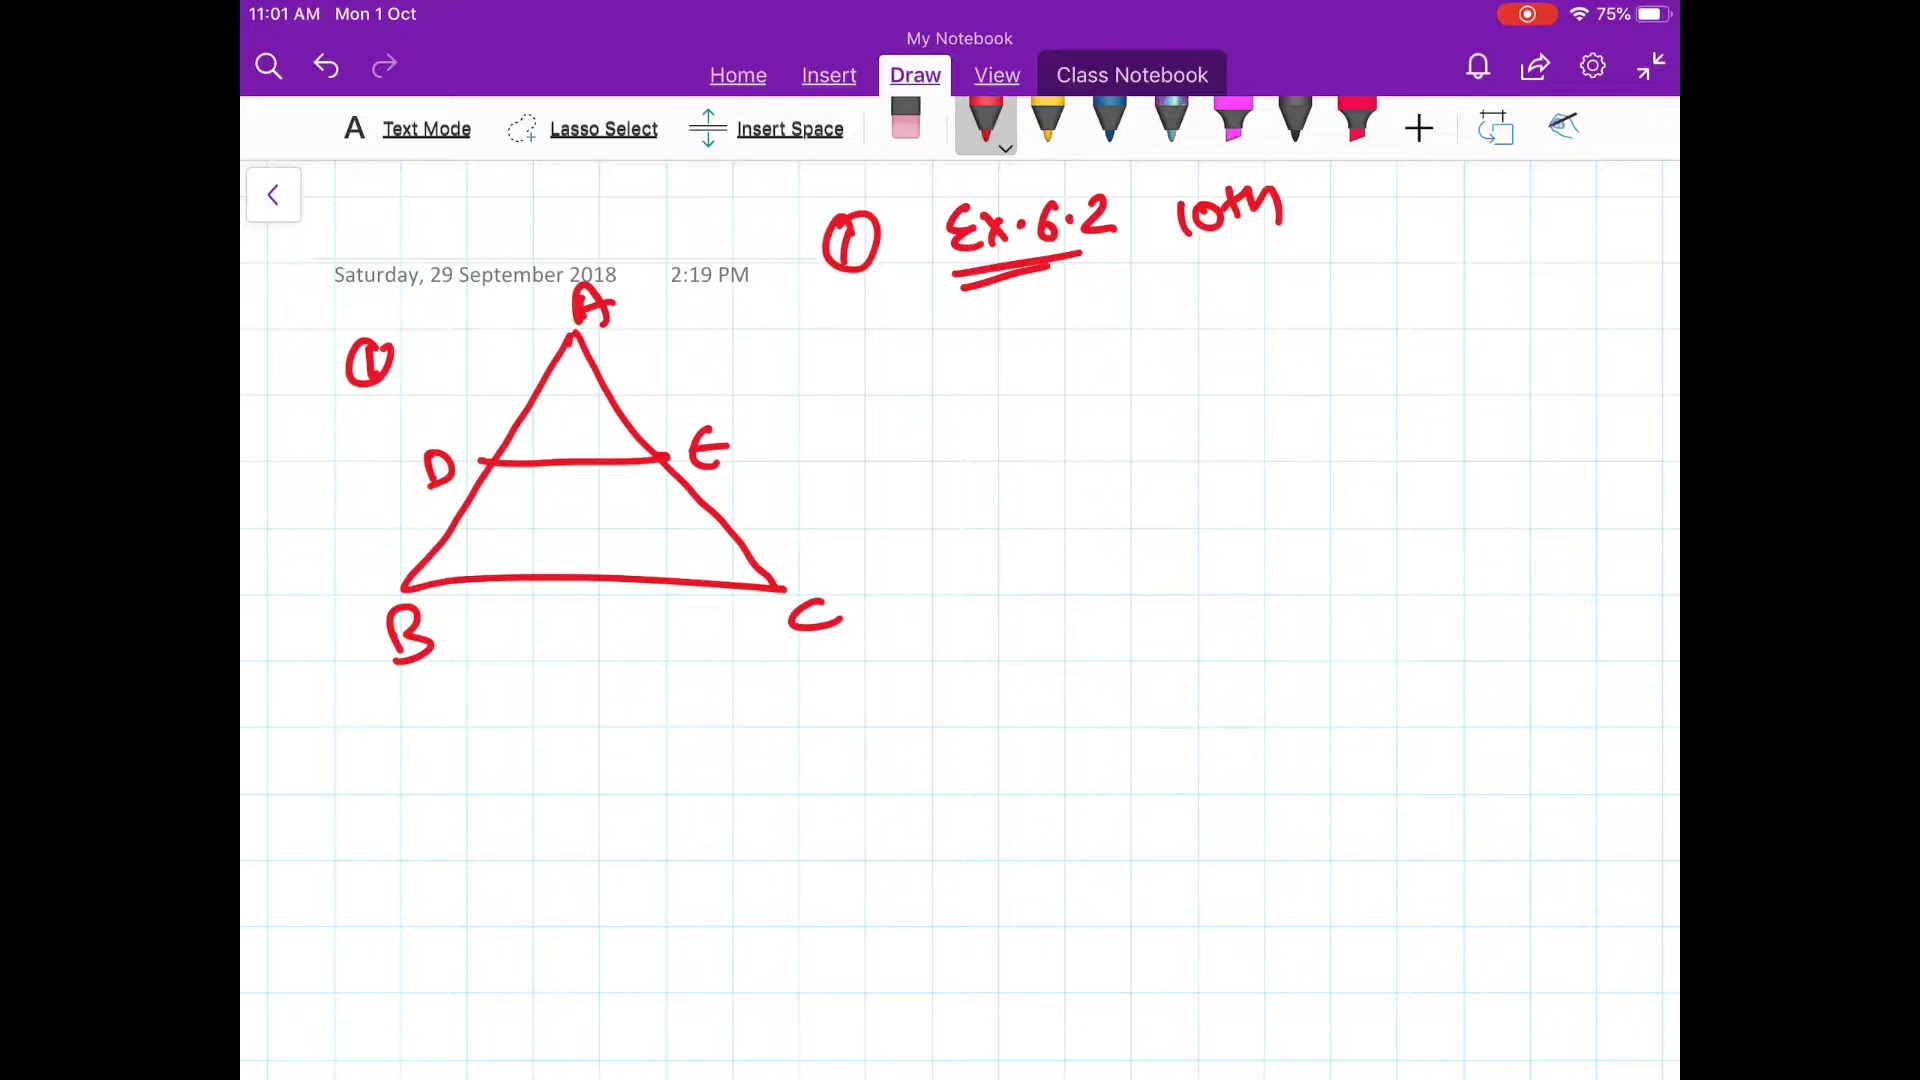 11:01 AM Mon 1 Oct 75%
My Notebook
Home Insert Draw View Class Notebook
A Text Mode Lasso Select Insert Space
① Ex. 6.2 10th
Saturday, 29 September 2018 2:19 PM
A
①
D E
B C